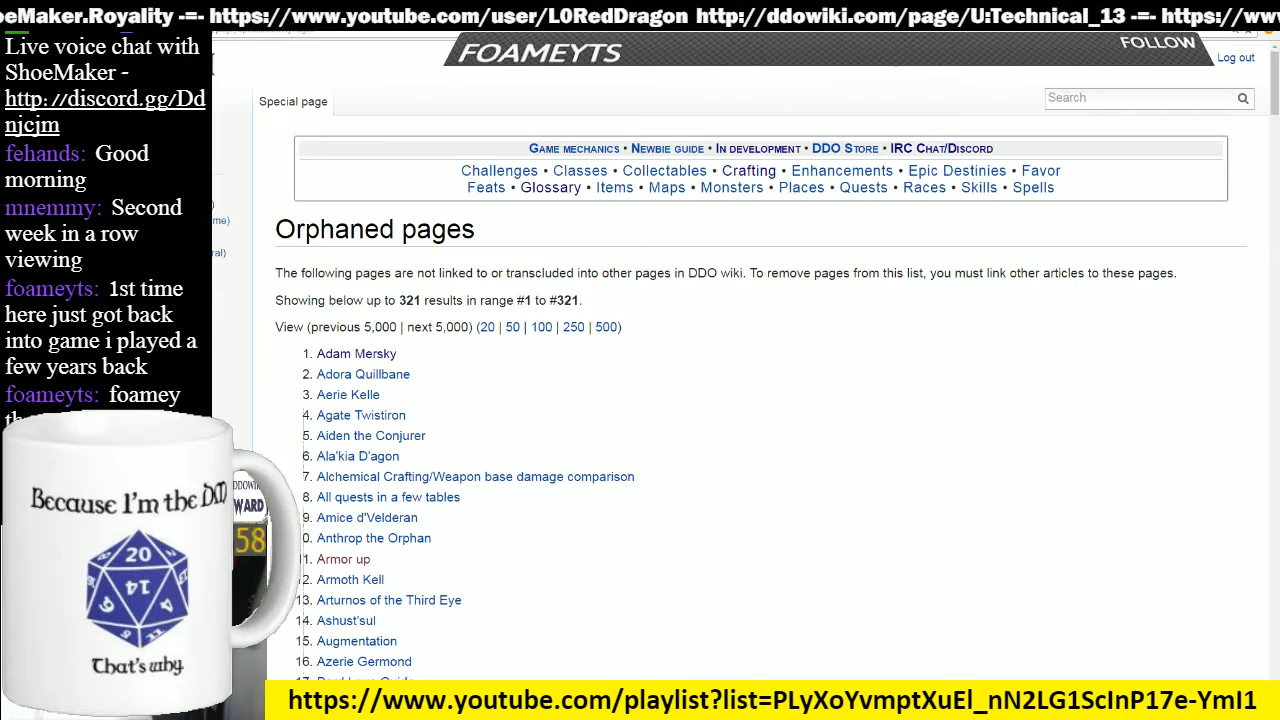 oeMaker.Royality -=- https://www.youtube.com/user/L0RedDragon http://ddowiki.com/page/U:Technical_13 -=- https://www
Live voice chat with
ShoeMaker -
http://discord.gg/Dd
njcjm
fehands: Good
morning
mnemmy: Second
week in a row
viewing
foameyts: 1st time
here just got back
into game i played a
few years back
foameyts: foamey
FOAMEYTS
FOLLOW
Log out
Special page
Search
Game mechanics • Newbie guide • In development • DDO Store • IRC Chat/Discord
Challenges • Classes • Collectables • Crafting • Enhancements • Epic Destinies • Favor
Feats • Glossary • Items • Maps • Monsters • Places • Quests • Races • Skills • Spells
me)
ral)
Orphaned pages
The following pages are not linked to or transcluded into other pages in DDO wiki. To remove pages from this list, you must link other articles to these pages.
Showing below up to 321 results in range #1 to #321.
View (previous 5,000 | next 5,000) (20 | 50 | 100 | 250 | 500)
1. Adam Mersky
2. Adora Quillbane
3. Aerie Kelle
4. Agate Twistiron
5. Aiden the Conjurer
6. Ala'kia D'agon
7. Alchemical Crafting/Weapon base damage comparison
8. All quests in a few tables
9. Amice d'Velderan
0. Anthrop the Orphan
11. Armor up
12. Armoth Kell
13. Arturnos of the Third Eye
14. Ashust'sul
15. Augmentation
16. Azerie Germond
Because I'm the DM
20
14
That's why.
DDOWI
WARD
58
https://www.youtube.com/playlist?list=PLyXoYvmptXuEl_nN2LG1ScInP17e-YmI1